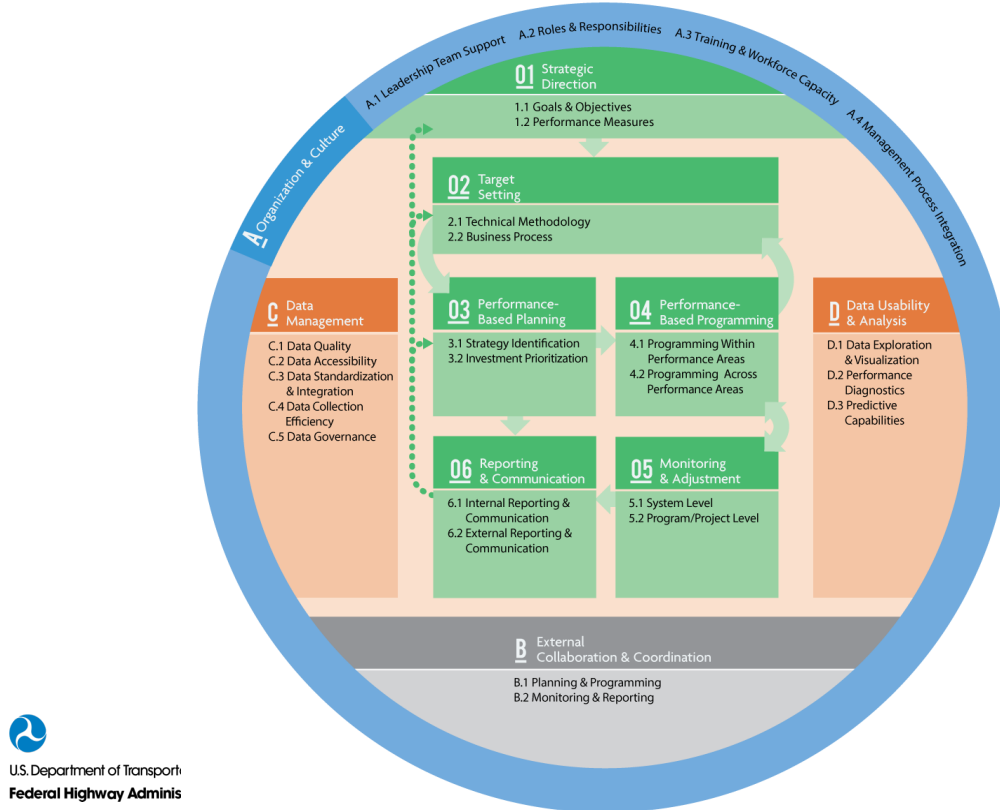 A.1 Leadership Team Support
A.2 Roles & Responsibilities
A.3 Training & Workforce Capacity
A.4 Management Process Integration
A Organization & Culture
01 Strategic
Direction
1.1 Goals & Objectives
1.2 Performance Measures
02 Target
Setting
2.1 Technical Methodology
2.2 Business Process
C Data
Management
C.1 Data Quality
C.2 Data Accessibility
C.3 Data Standardization
& Integration
C.4 Data Collection
Efficiency
C.5 Data Governance
03 Performance-
Based Planning
3.1 Strategy Identification
3.2 Investment Prioritization
04 Performance-
Based Programming
4.1 Programming Within
Performance Areas
4.2 Programming Across
Performance Areas
D Data Usability
& Analysis
D.1 Data Exploration
& Visualization
D.2 Performance
Diagnostics
D.3 Predictive
Capabilities
06 Reporting
& Communication
6.1 Internal Reporting &
Communication
6.2 External Reporting &
Communication
05 Monitoring
& Adjustment
5.1 System Level
5.2 Program/Project Level
B External
Collaboration & Coordination
B.1 Planning & Programming
B.2 Monitoring & Reporting
U.S. Department of Transport
Federal Highway Adminis